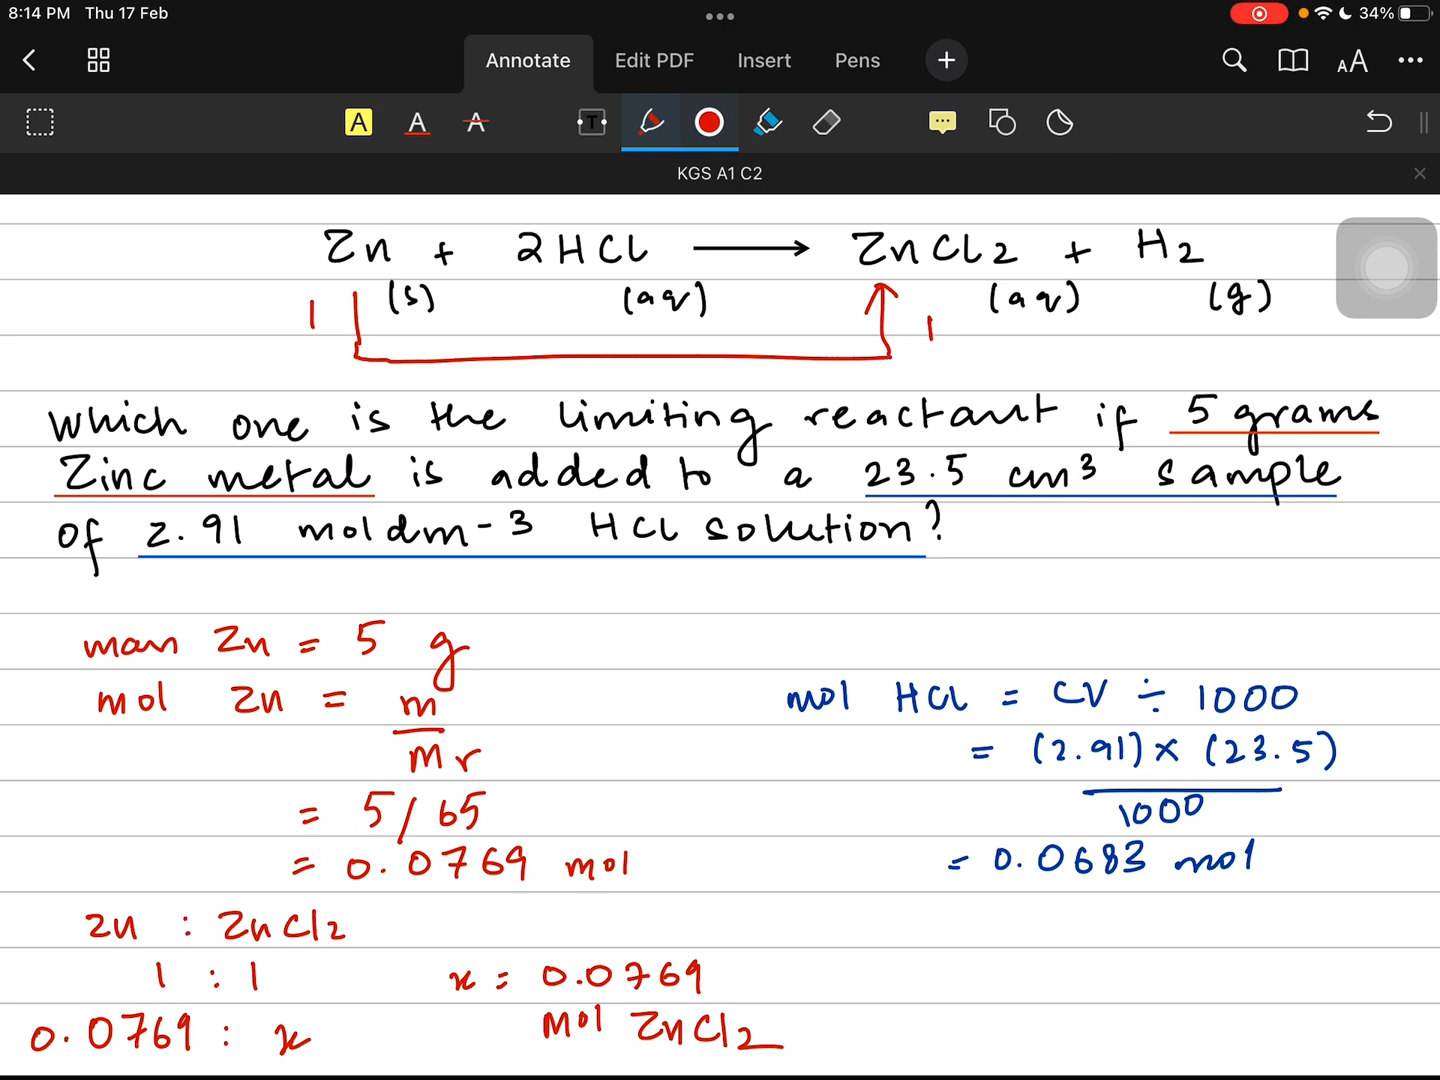 8:14 PM Thu 17 Feb
34%
Annotate Edit PDF Insert Pens +
A A A T
KGS A1 C2
Zn + 2HCl ⟶ ZnCl2 + H2
(s) (aq) (aq) (g)
1 1
Which one is the limiting reactant if 5 grams
Zinc metal is added to a 23.5 cm3 sample
of 2.91 moldm-3 HCl solution?
mass Zn = 5 g
mol Zn = m
Mr
= 5/65
= 0.0769 mol
Zn : ZnCl2
1 : 1
0.0769 : x
x = 0.0769
mol ZnCl2
mol HCl = CV ÷ 1000
= (2.91) × (23.5)
1000
= 0.0683 mol